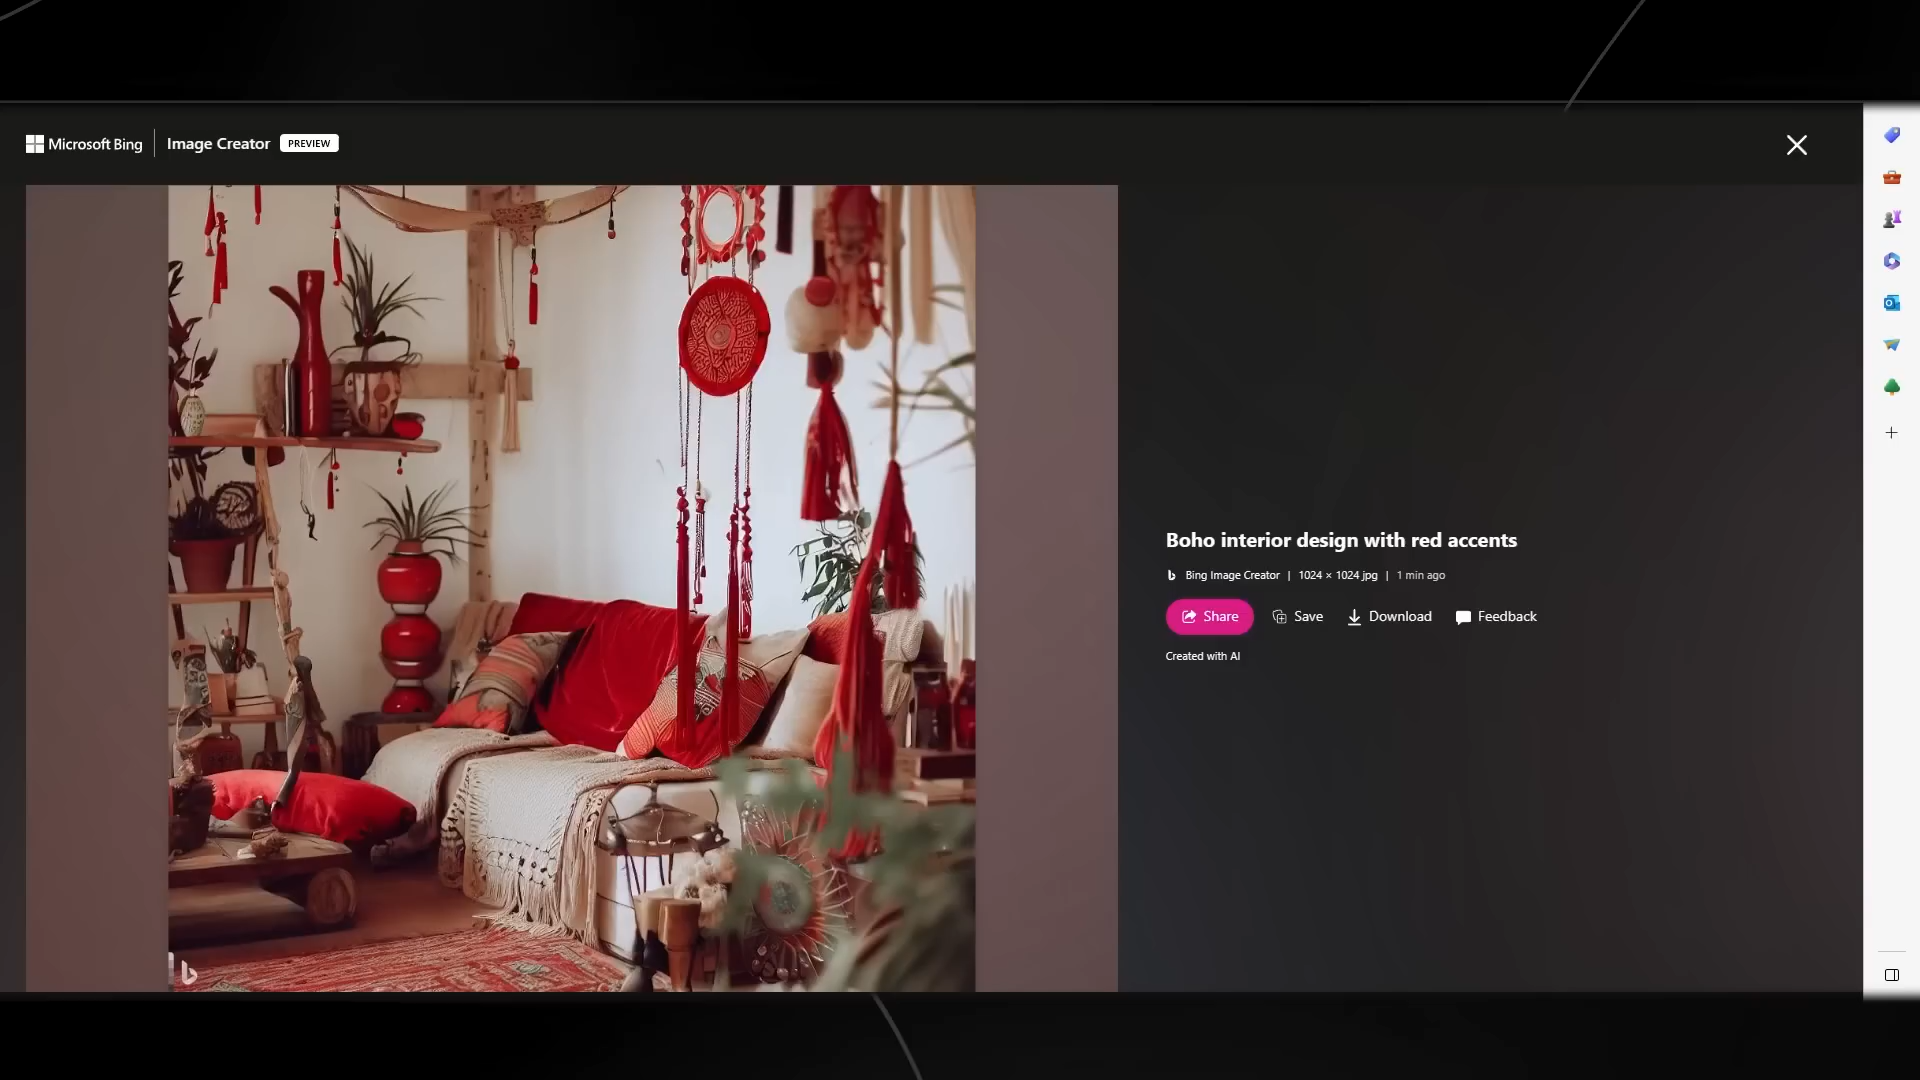 Microsoft Bing
Image Creator PREVIEW
Boho interior design with red accents
Bing Image Creator | 1024 × 1024 jpg | 1 min ago
Share Save Download Feedback
Created with AI